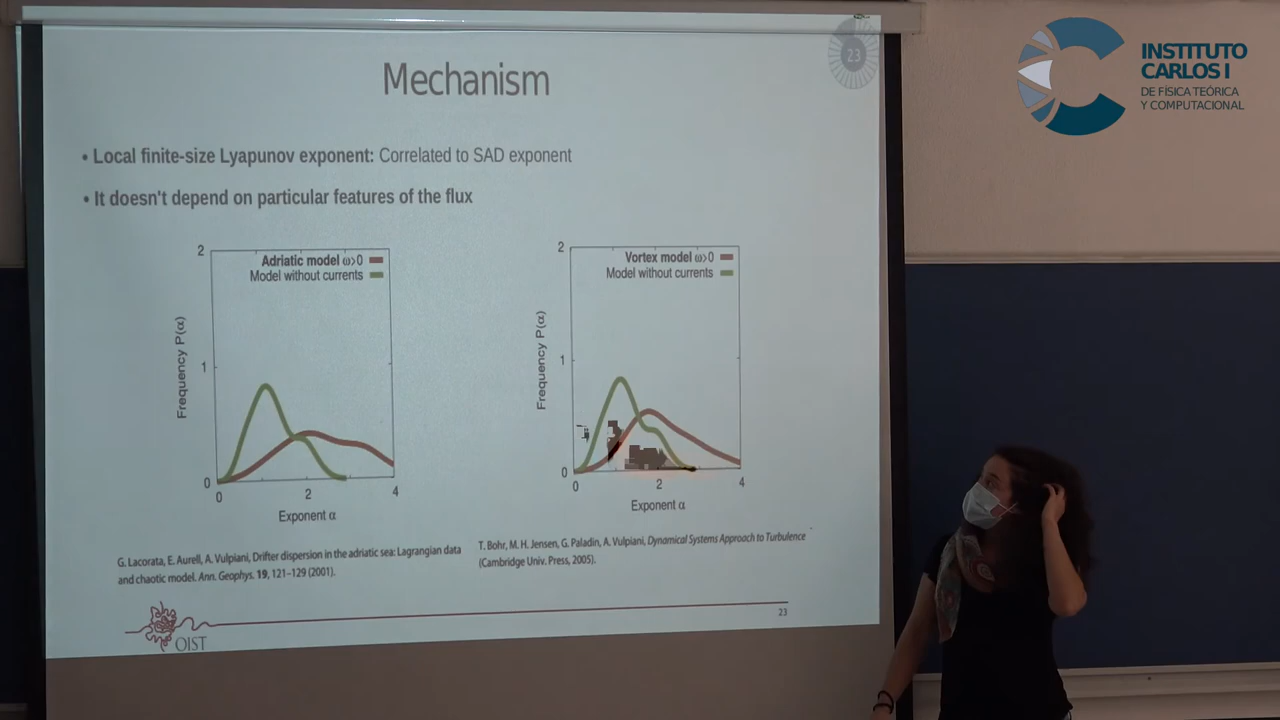 23
Mechanism
INSTITUTO
CARLOS I
DE FÍSICA TEÓRICA
Y COMPUTACIONAL
• Local finite-size Lyapunov exponent: Correlated to SAD exponent
• It doesn't depend on particular features of the flux
2
Adriatic model ω>0
Model without currents
1
0
Frequency P(α)
0
2
4
Exponent α
2
Vortex model ω>0
Model without currents
1
0
Frequency P(α)
0
2
4
Exponent α
G. Lacorata, E. Aurell, A. Vulpiani, Drifter dispersion in the adriatic sea: Lagrangian data
and chaotic model. Ann. Geophys. 19, 121–129 (2001).
T. Bohr, M. H. Jensen, G. Paladin, A. Vulpiani, Dynamical Systems Approach to Turbulence
(Cambridge Univ. Press, 2005).
OIST
23